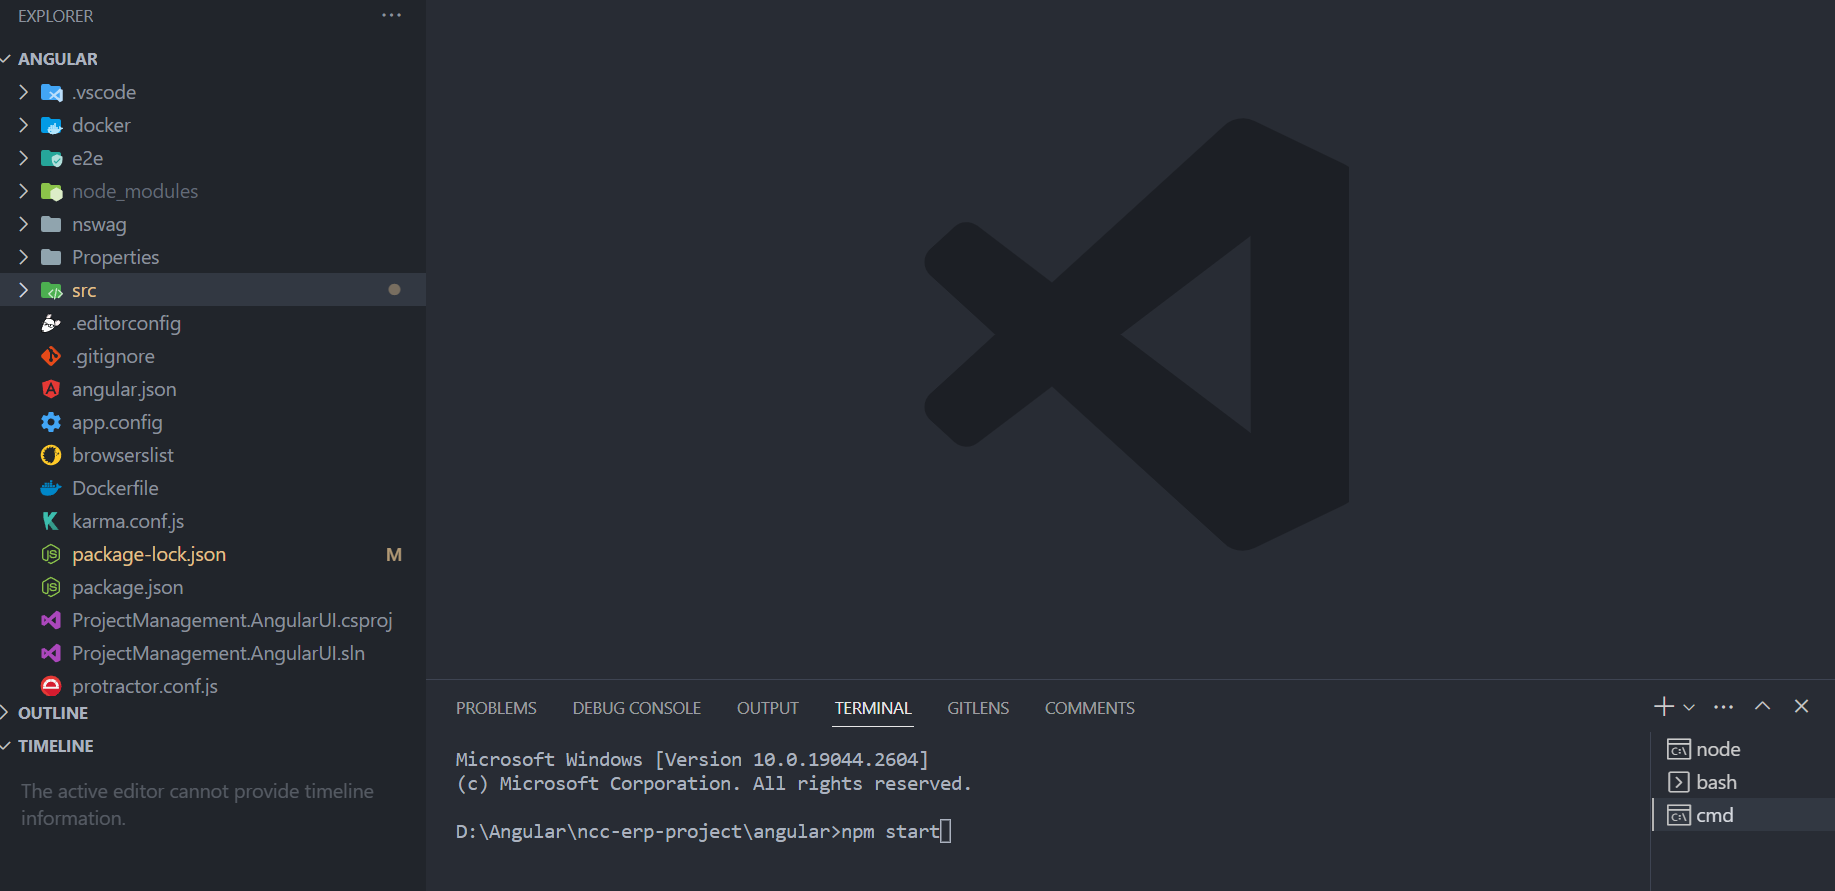 EXPLORER
ANGULAR
.vscode
docker
e2e
node_modules
nswag
Properties
src
.editorconfig
.gitignore
angular.json
app.config
browserslist
Dockerfile
karma.conf.js
package-lock.json M
package.json
ProjectManagement.AngularUI.csproj
ProjectManagement.AngularUI.sln
protractor.conf.js
OUTLINE
TIMELINE
The active editor cannot provide timeline
information.
PROBLEMS DEBUG CONSOLE OUTPUT TERMINAL GITLENS COMMENTS
Microsoft Windows [Version 10.0.19044.2604]
(c) Microsoft Corporation. All rights reserved.
D:\Angular\ncc-erp-project\angular>npm start
node
bash
cmd